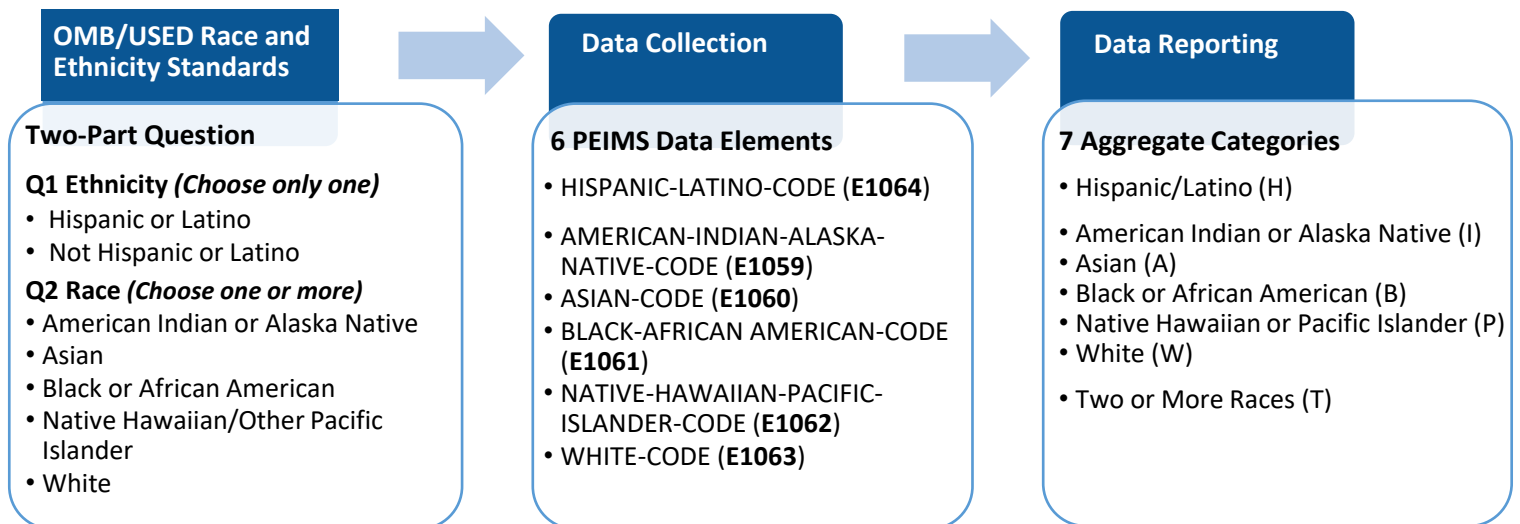 OMB/USED Race and
Ethnicity Standards
Two-Part Question
Q1 Ethnicity (Choose only one)
• Hispanic or Latino
• Not Hispanic or Latino
Q2 Race (Choose one or more)
• American Indian or Alaska Native
• Asian
• Black or African American
• Native Hawaiian/Other Pacific
Islander
• White
Data Collection
6 PEIMS Data Elements
• HISPANIC-LATINO-CODE (E1064)
• AMERICAN-INDIAN-ALASKA-
NATIVE-CODE (E1059)
• ASIAN-CODE (E1060)
• BLACK-AFRICAN AMERICAN-CODE
(E1061)
• NATIVE-HAWAIIAN-PACIFIC-
ISLANDER-CODE (E1062)
• WHITE-CODE (E1063)
Data Reporting
7 Aggregate Categories
• Hispanic/Latino (H)
• American Indian or Alaska Native (I)
• Asian (A)
• Black or African American (B)
• Native Hawaiian or Pacific Islander (P)
• White (W)
• Two or More Races (T)